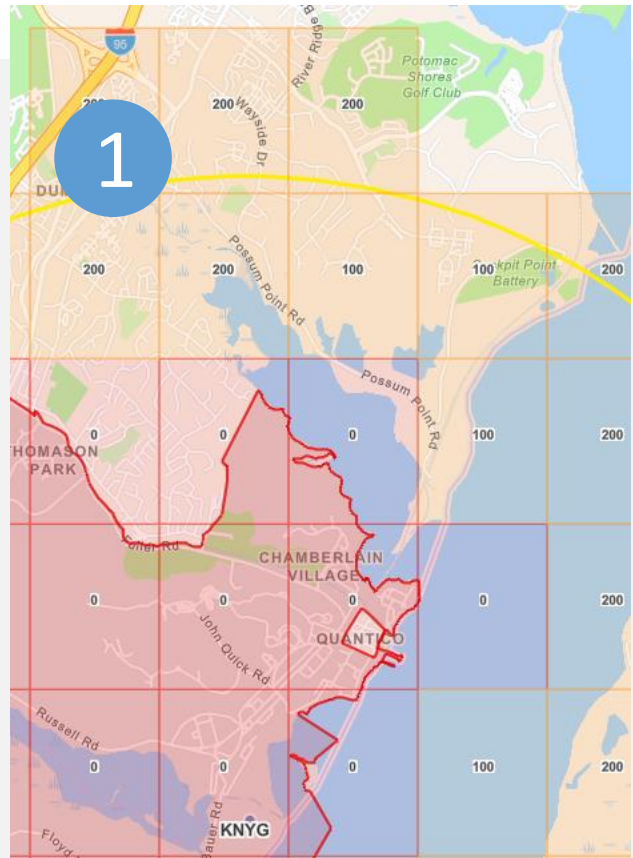 River Ridge B
95
Potomac
Shores
Golf Club
200
200
200
Wayside Dr
1
DU
Possum Point Rd
200
200
100
100
200
Cockpit Point
Battery
Possum Point Rd
0
0
0
100
200
THOMASON
PARK
Fuller Rd
CHAMBERLAIN
VILLAGE
0
0
0
0
200
John Quick Rd
QUANTICO
Russell Rd
0
0
0
100
200
Bauer Rd
KNYG
Floyd